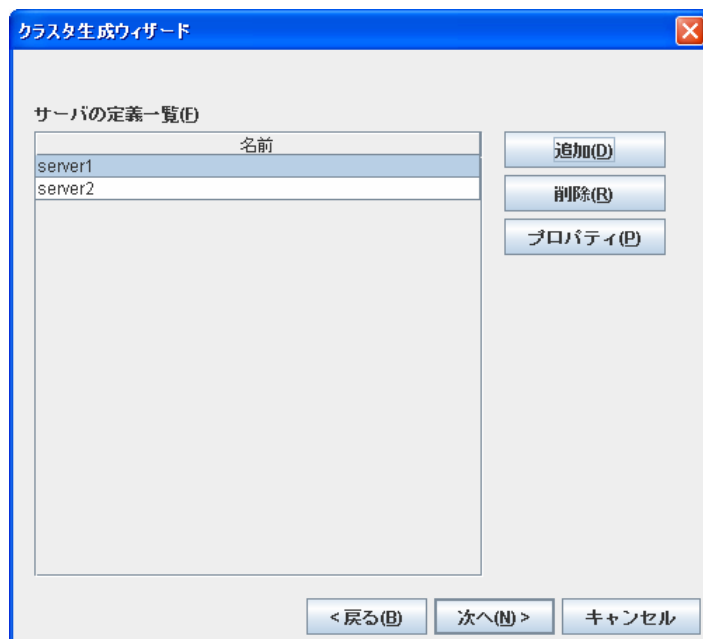 クラスタ生成ウィザード
サーバの定義一覧(F)
名前
server1
server2
追加(D)
削除(R)
プロパティ(P)
< 戻る(B)
次へ(N) >
キャンセル